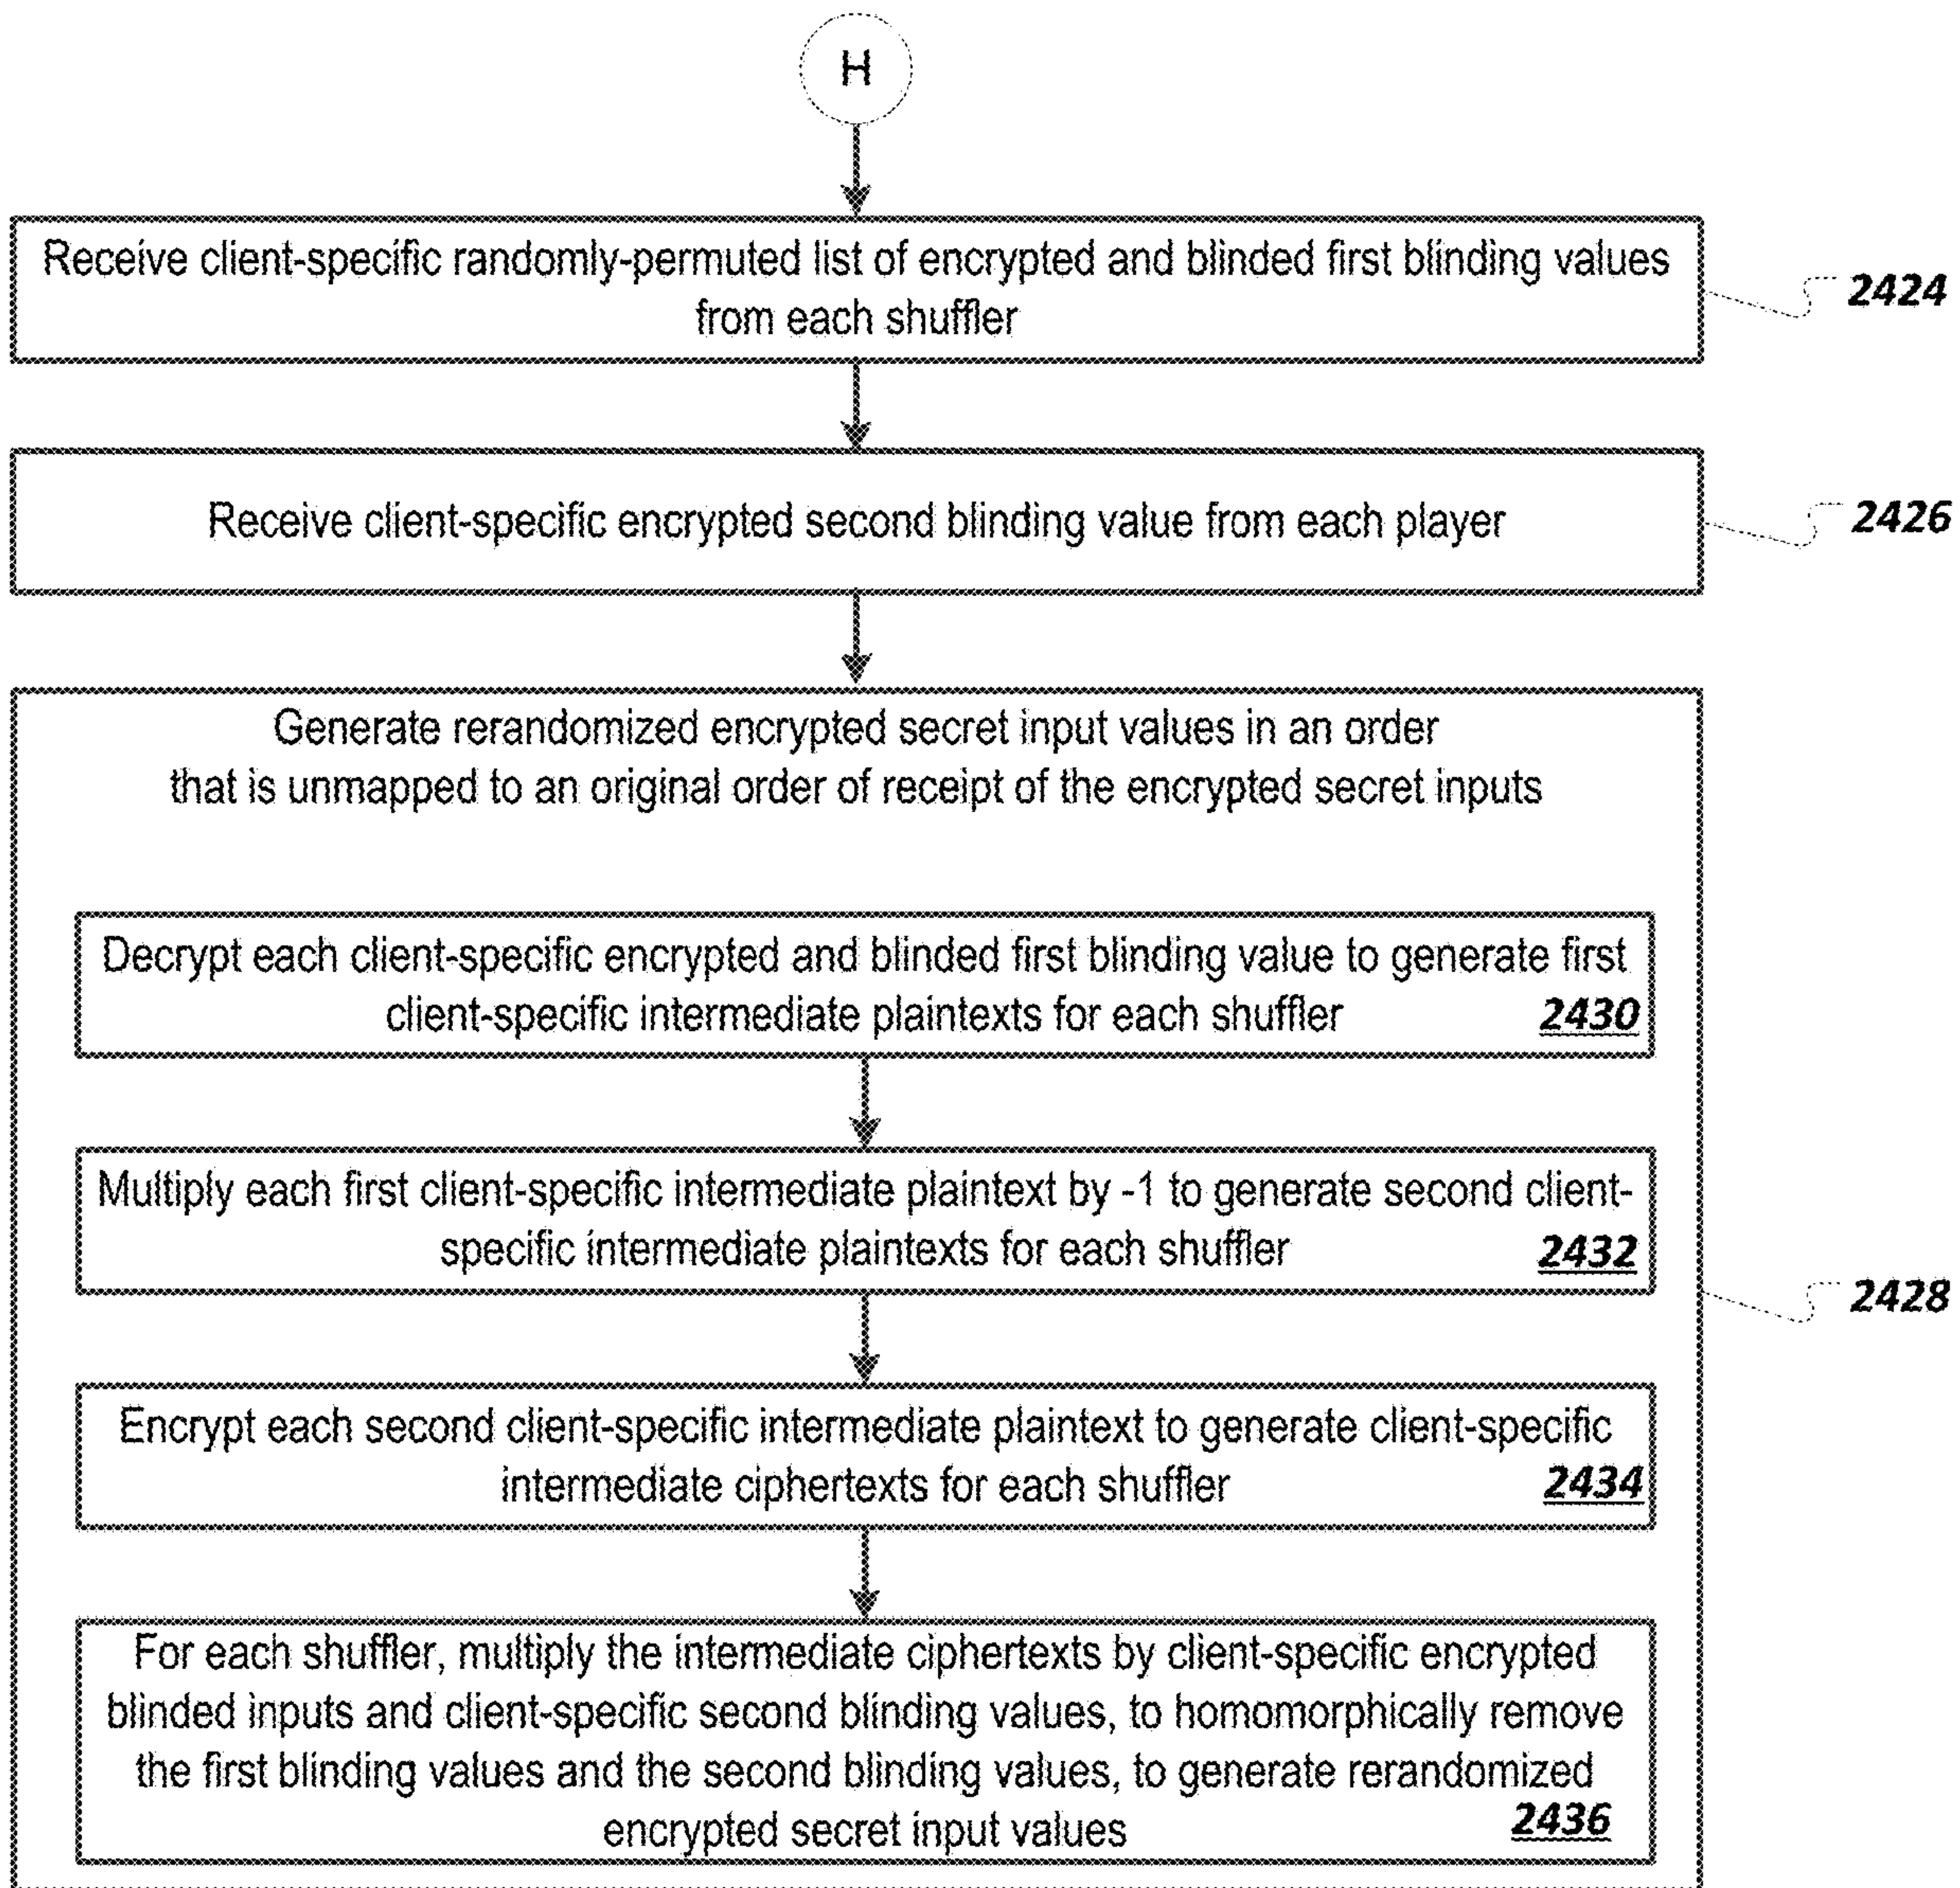 H
Receive client-specific randomly-permuted list of encrypted and blinded first blinding values
from each shuffler
2424
Receive client-specific encrypted second blinding value from each player
2426
Generate rerandomized encrypted secret input values in an order
that is unmapped to an original order of receipt of the encrypted secret inputs
Decrypt each client-specific encrypted and blinded first blinding value to generate first
client-specific intermediate plaintexts for each shuffler 2430
Multiply each first client-specific intermediate plaintext by -1 to generate second client-
specific intermediate plaintexts for each shuffler 2432
2428
Encrypt each second client-specific intermediate plaintext to generate client-specific
intermediate ciphertexts for each shuffler 2434
For each shuffler, multiply the intermediate ciphertexts by client-specific encrypted
blinded inputs and client-specific second blinding values, to homomorphically remove
the first blinding values and the second blinding values, to generate rerandomized
encrypted secret input values 2436